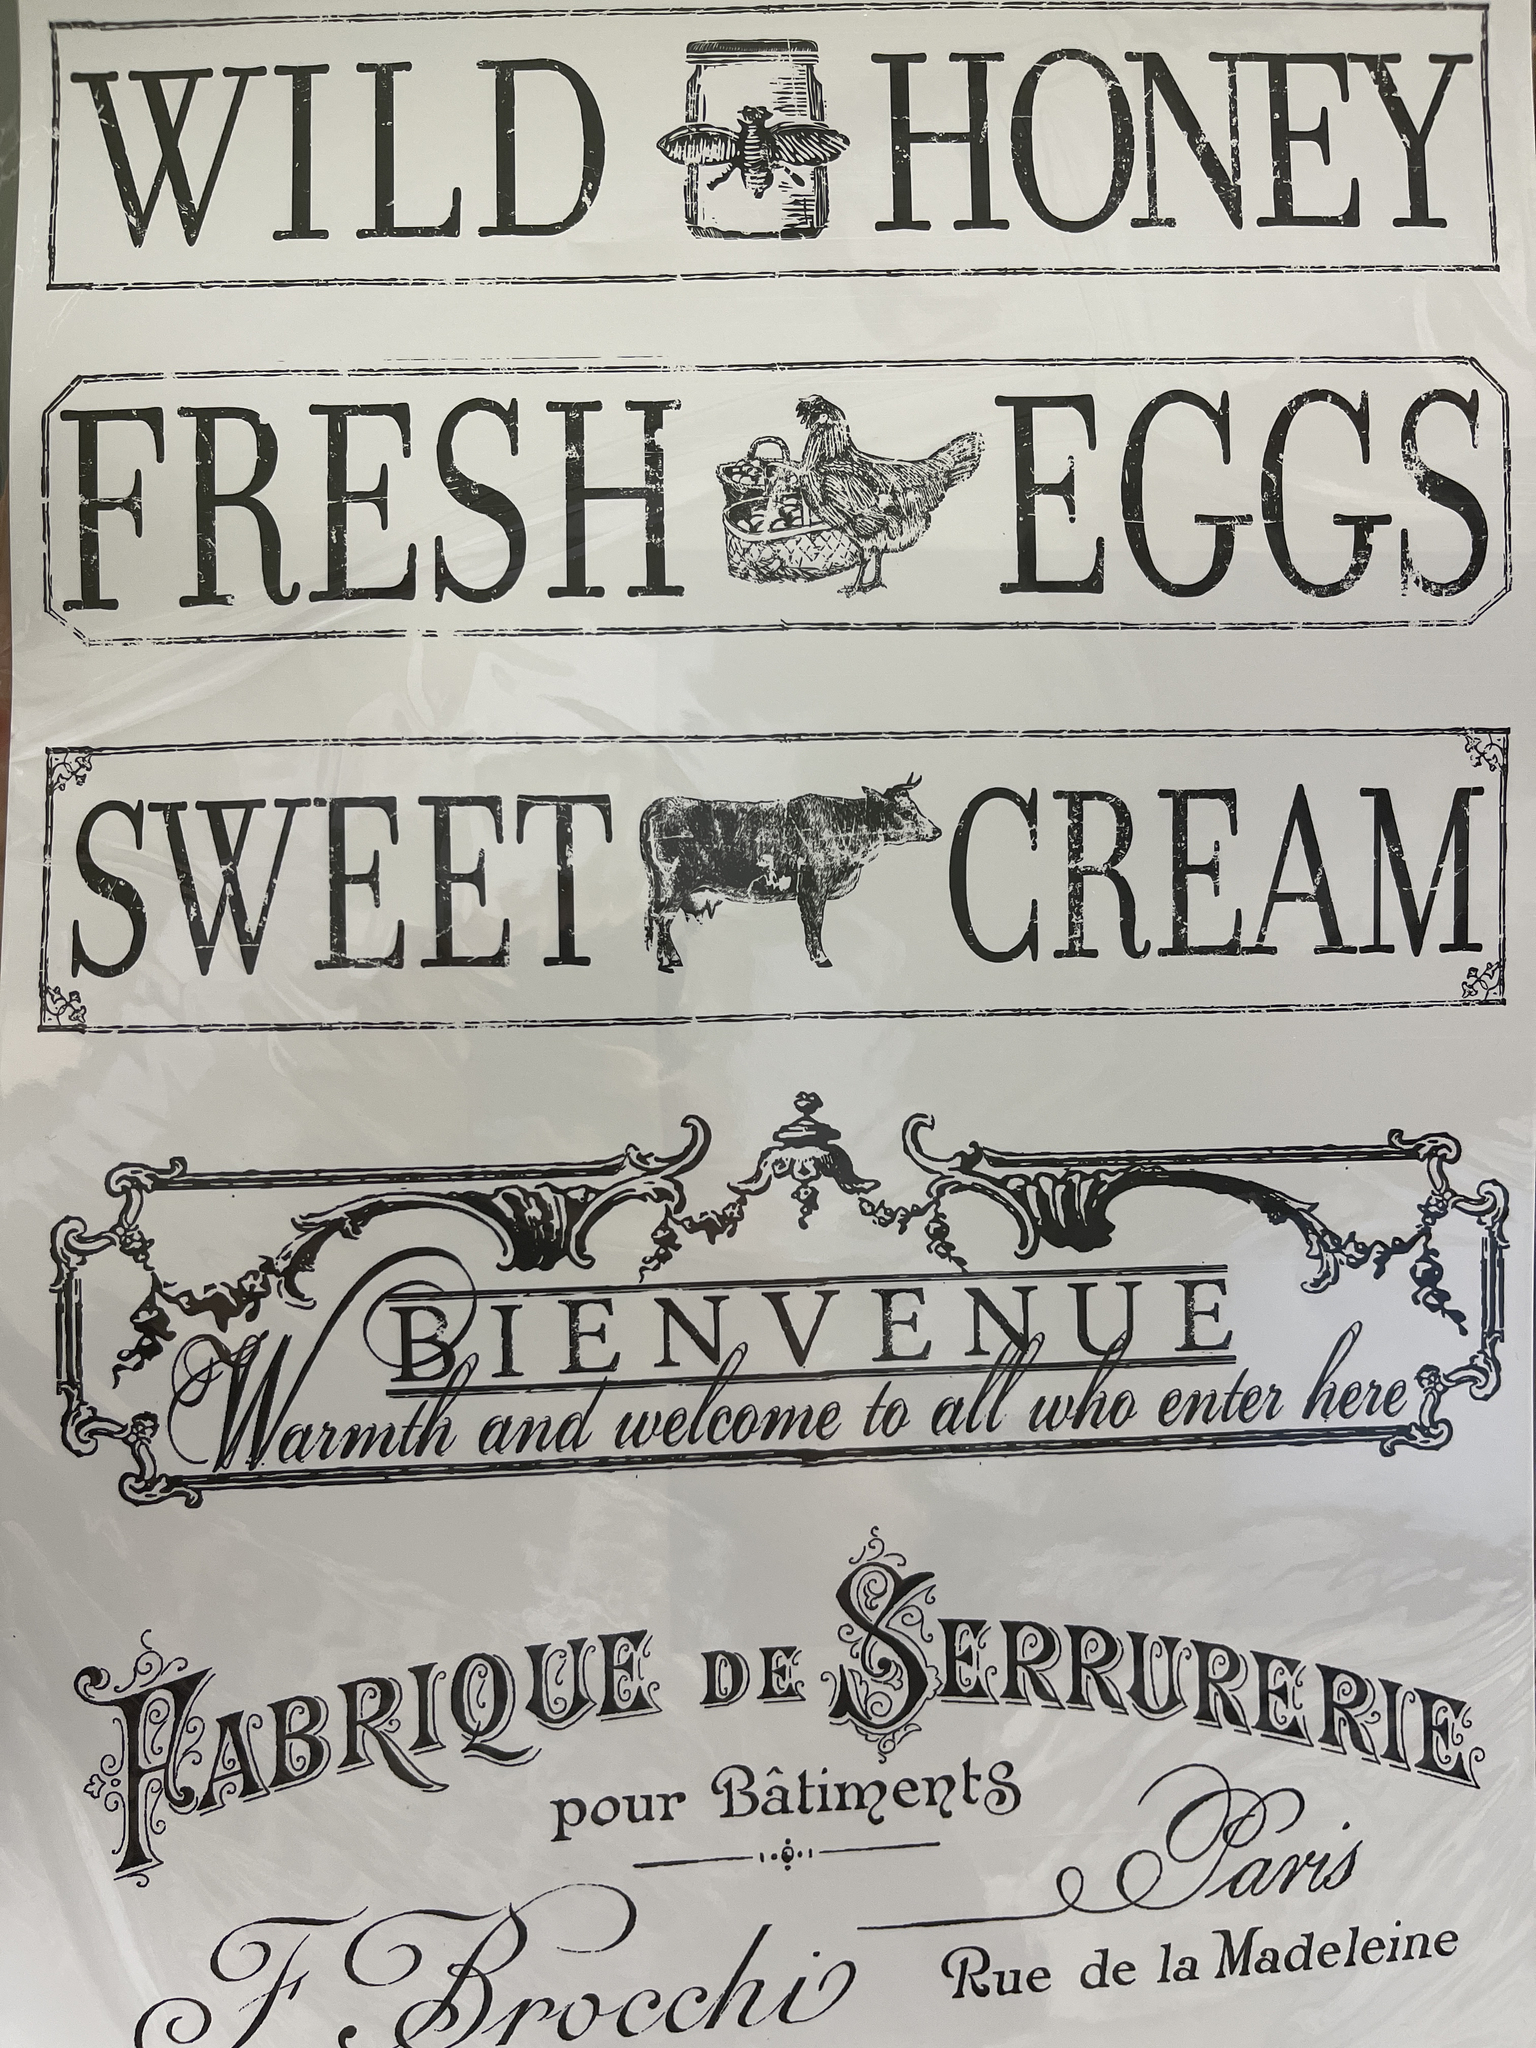 WILD HONEY
FRESH EGGS
SWEET CREAM
BIENVENUE
Warmth and welcome to all who enter here
FABRIQUE DE SERRURERIE
pour Bâtiments
Paris
F. Brocchi
Rue de la Madeleine